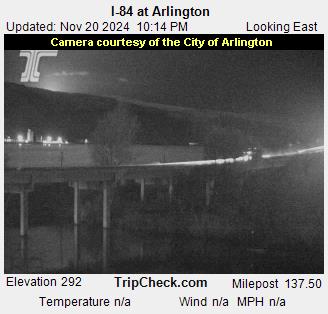 I-84 at Arlington
Updated: Nov 20 2024 10:14 PM Looking East
Camera courtesy of the City of Arlington
Elevation 292 TripCheck.com Milepost 137.50
Temperature n/a Wind n/a MPH n/a